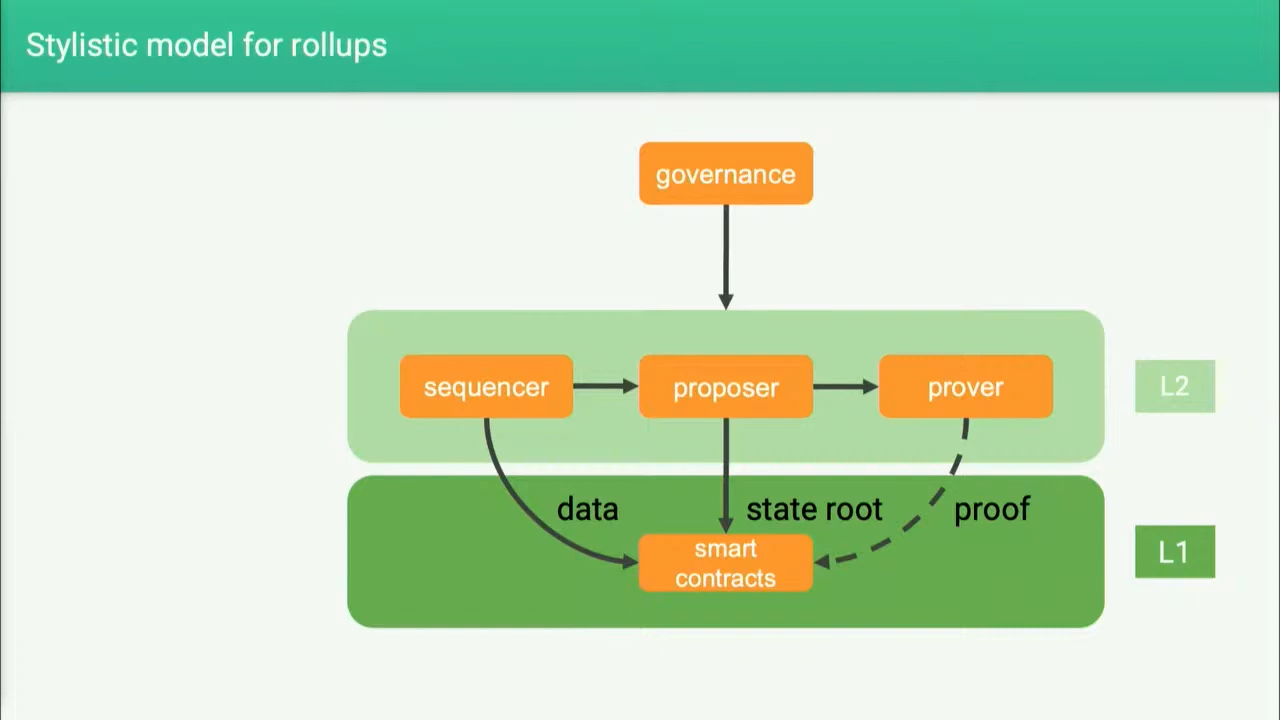 Stylistic model for rollups
governance
sequencer
proposer
prover
L2
data
state root
proof
smart
contracts
L1